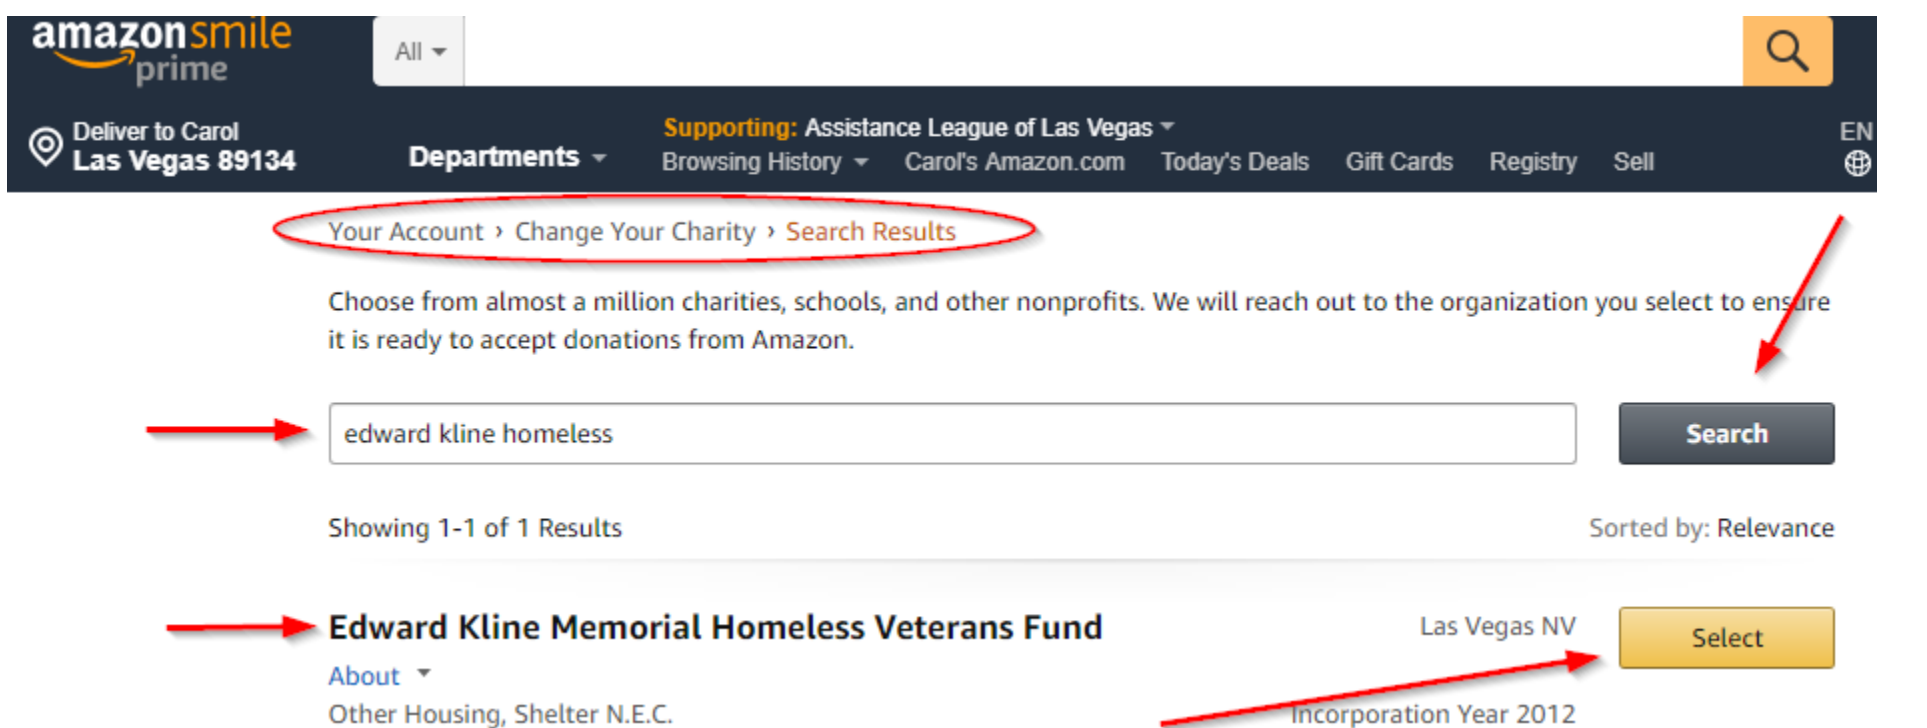 amazonsmile
prime
All
Deliver to Carol
Las Vegas 89134
Departments
Supporting: Assistance League of Las Vegas
Browsing History Carol's Amazon.com Today's Deals Gift Cards Registry Sell
EN
Your Account › Change Your Charity › Search Results
Choose from almost a million charities, schools, and other nonprofits. We will reach out to the organization you select to ensure
it is ready to accept donations from Amazon.
edward kline homeless
Search
Showing 1-1 of 1 Results
Sorted by: Relevance
Edward Kline Memorial Homeless Veterans Fund
Las Vegas NV
Select
About
Other Housing, Shelter N.E.C.
Incorporation Year 2012